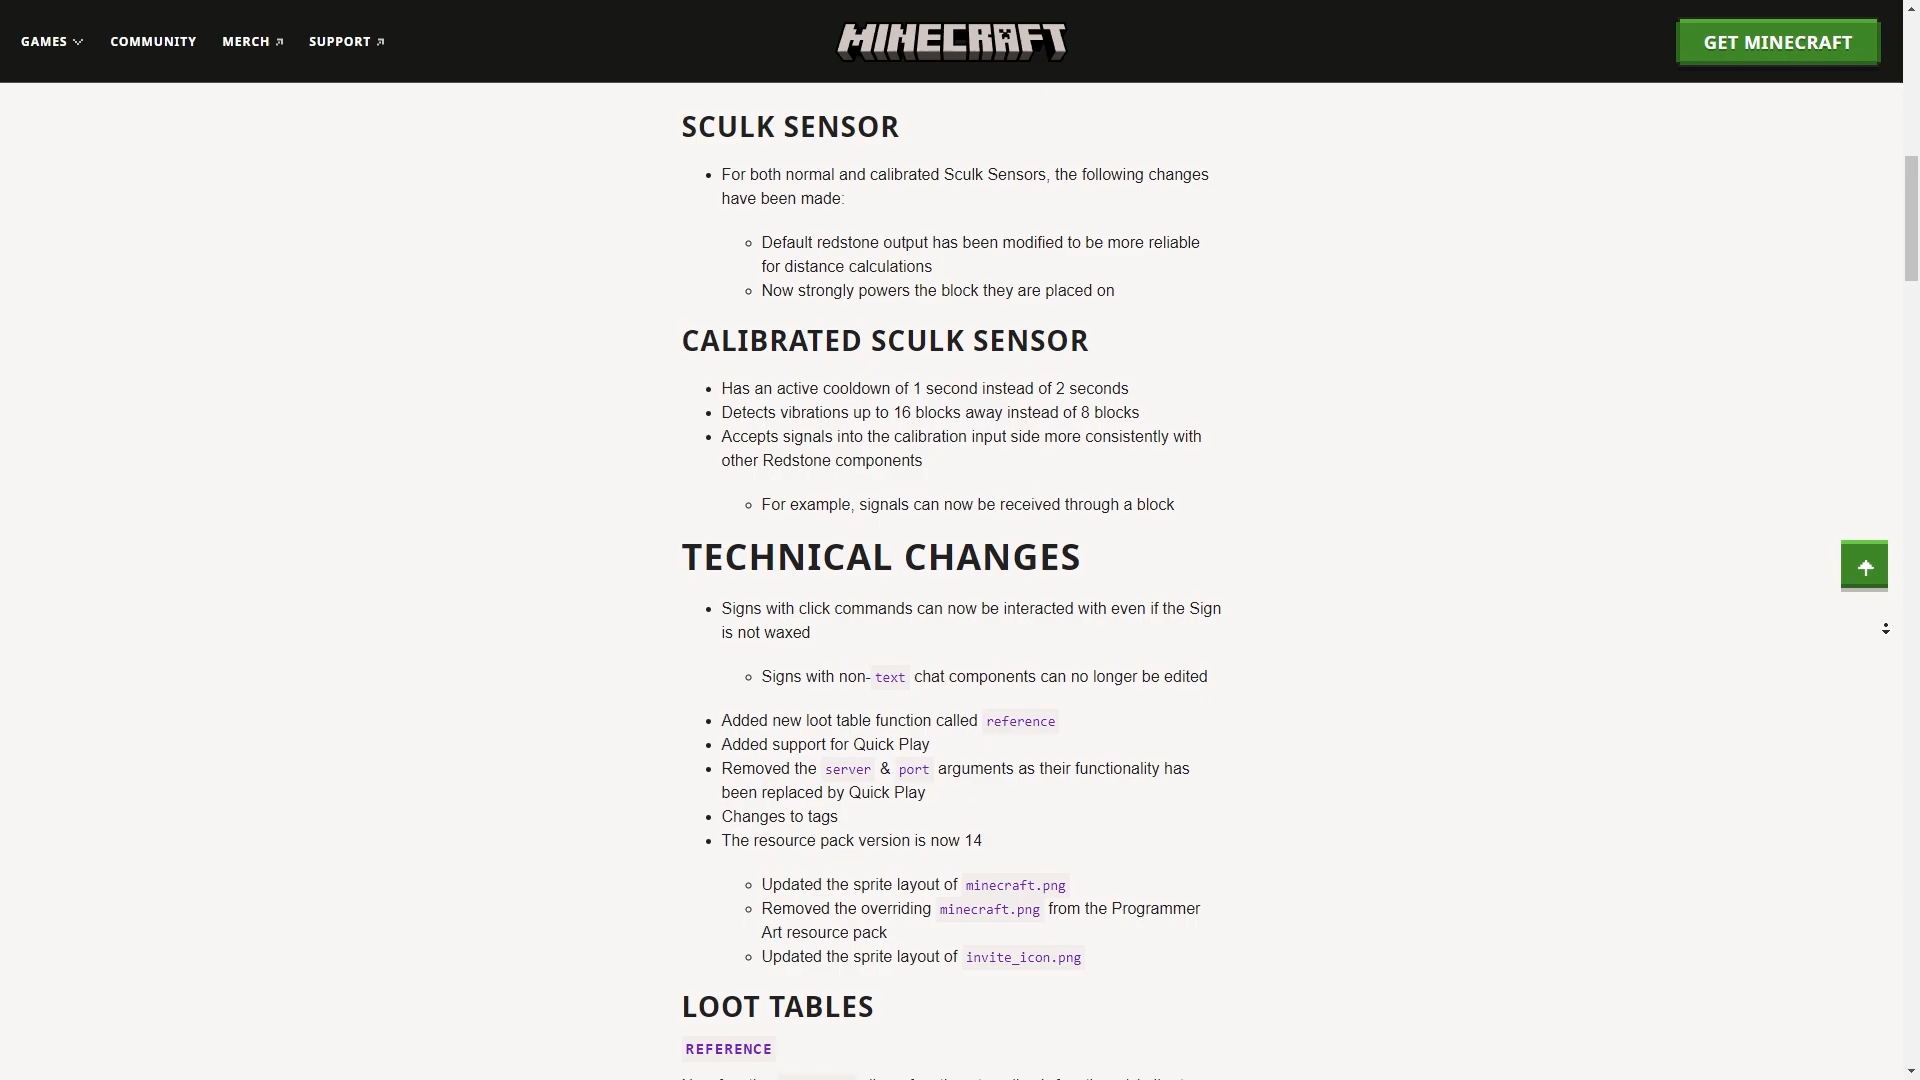 GAMES COMMUNITY MERCH SUPPORT MINECRAFT GET MINECRAFT
SCULK SENSOR
For both normal and calibrated Sculk Sensors, the following changes
have been made:
Default redstone output has been modified to be more reliable
for distance calculations
Now strongly powers the block they are placed on
CALIBRATED SCULK SENSOR
Has an active cooldown of 1 second instead of 2 seconds
Detects vibrations up to 16 blocks away instead of 8 blocks
Accepts signals into the calibration input side more consistently with
other Redstone components
For example, signals can now be received through a block
TECHNICAL CHANGES
Signs with click commands can now be interacted with even if the Sign
is not waxed
Signs with non-text chat components can no longer be edited
Added new loot table function called reference
Added support for Quick Play
Removed the server & port arguments as their functionality has
been replaced by Quick Play
Changes to tags
The resource pack version is now 14
Updated the sprite layout of minecraft.png
Removed the overriding minecraft.png from the Programmer
Art resource pack
Updated the sprite layout of invite_icon.png
LOOT TABLES
REFERENCE